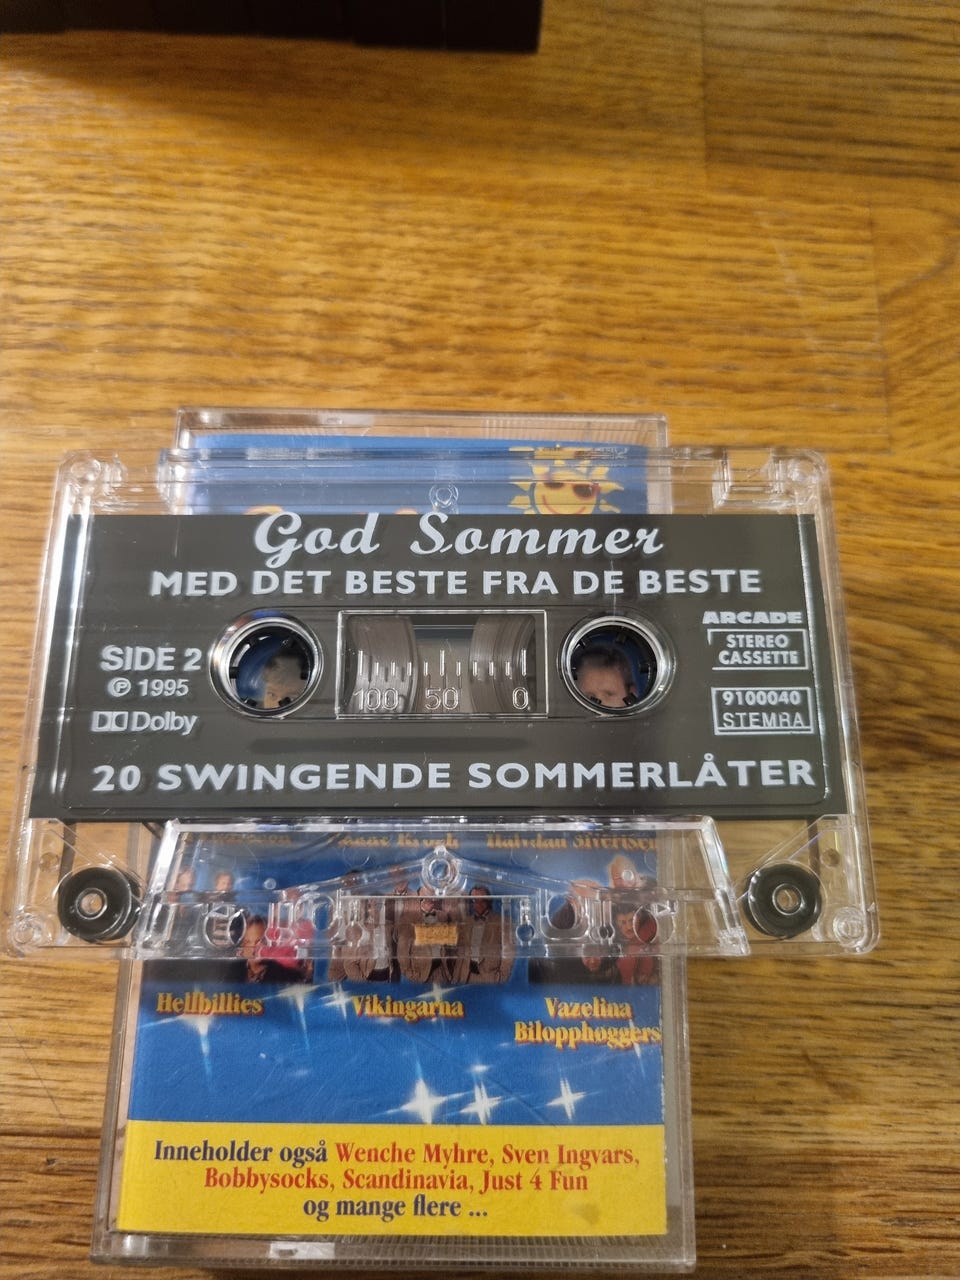 God Sommer
MED DET BESTE FRA DE BESTE
SIDE 2
℗ 1995
Dolby
100 50 0
ARCADE
STEREO
CASSETTE
9100040
STEMRA
20 SWINGENDE SOMMERLÅTER
Halvdan Sivertsen
Hellbillies
Vikingarna
Vazelina
Bilopphøggers
Inneholder også Wenche Myhre, Sven Ingvars,
Bobbysocks, Scandinavia, Just 4 Fun
og mange flere ...